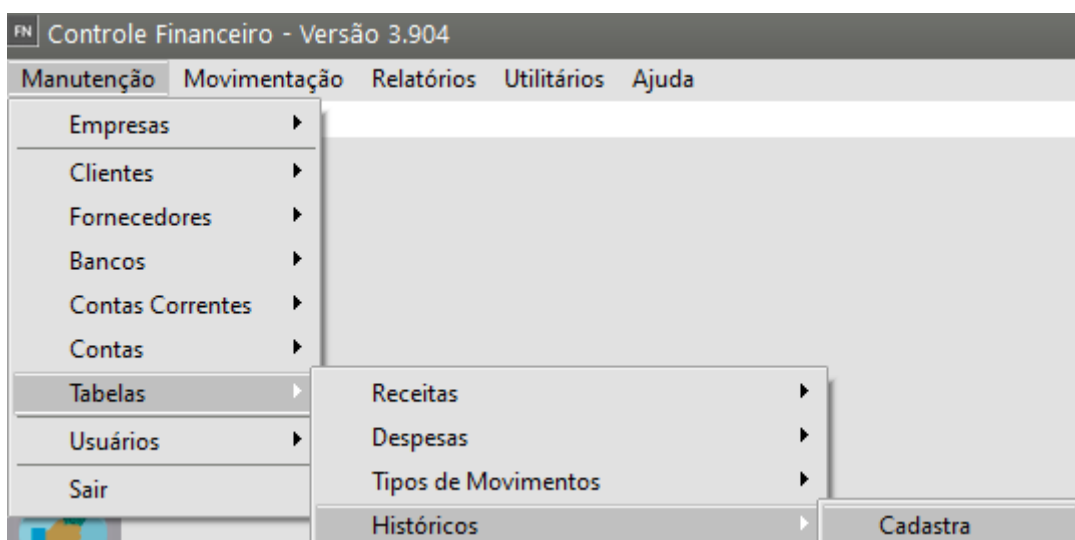 FN Controle Financeiro - Versão 3.904
Manutenção Movimentação Relatórios Utilitários Ajuda
Empresas
Clientes
Fornecedores
Bancos
Contas Correntes
Contas
Tabelas
Usuários
Sair
Receitas
Despesas
Tipos de Movimentos
Históricos
Cadastra